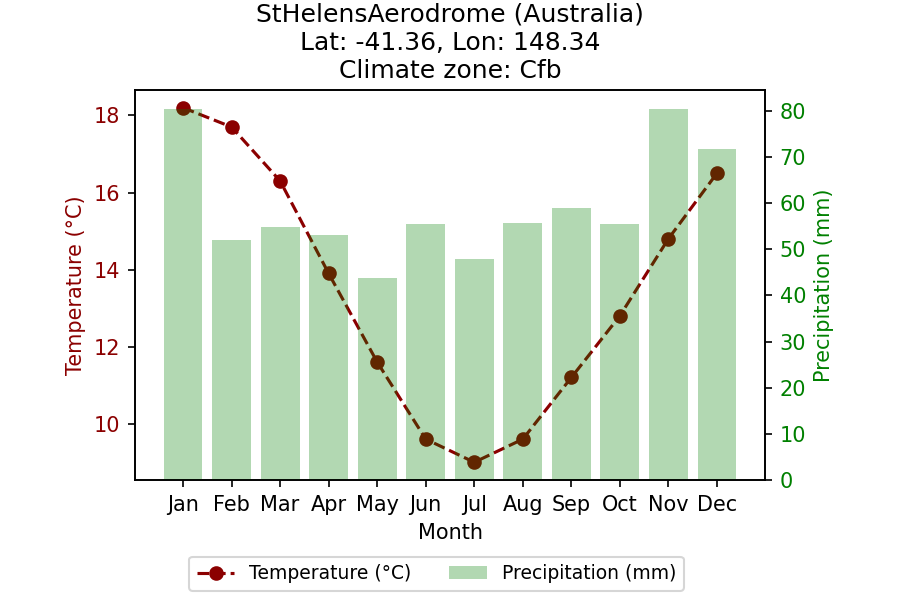 StHelensAerodrome (Australia)
Lat: -41.36, Lon: 148.34
Climate zone: Cfb
Temperature (°C)
18
16
14
12
10
80
70
60
50
40
30
20
10
0
Precipitation (mm)
Jan Feb Mar Apr May Jun Jul Aug Sep Oct Nov Dec
Month
Temperature (°C) Precipitation (mm)